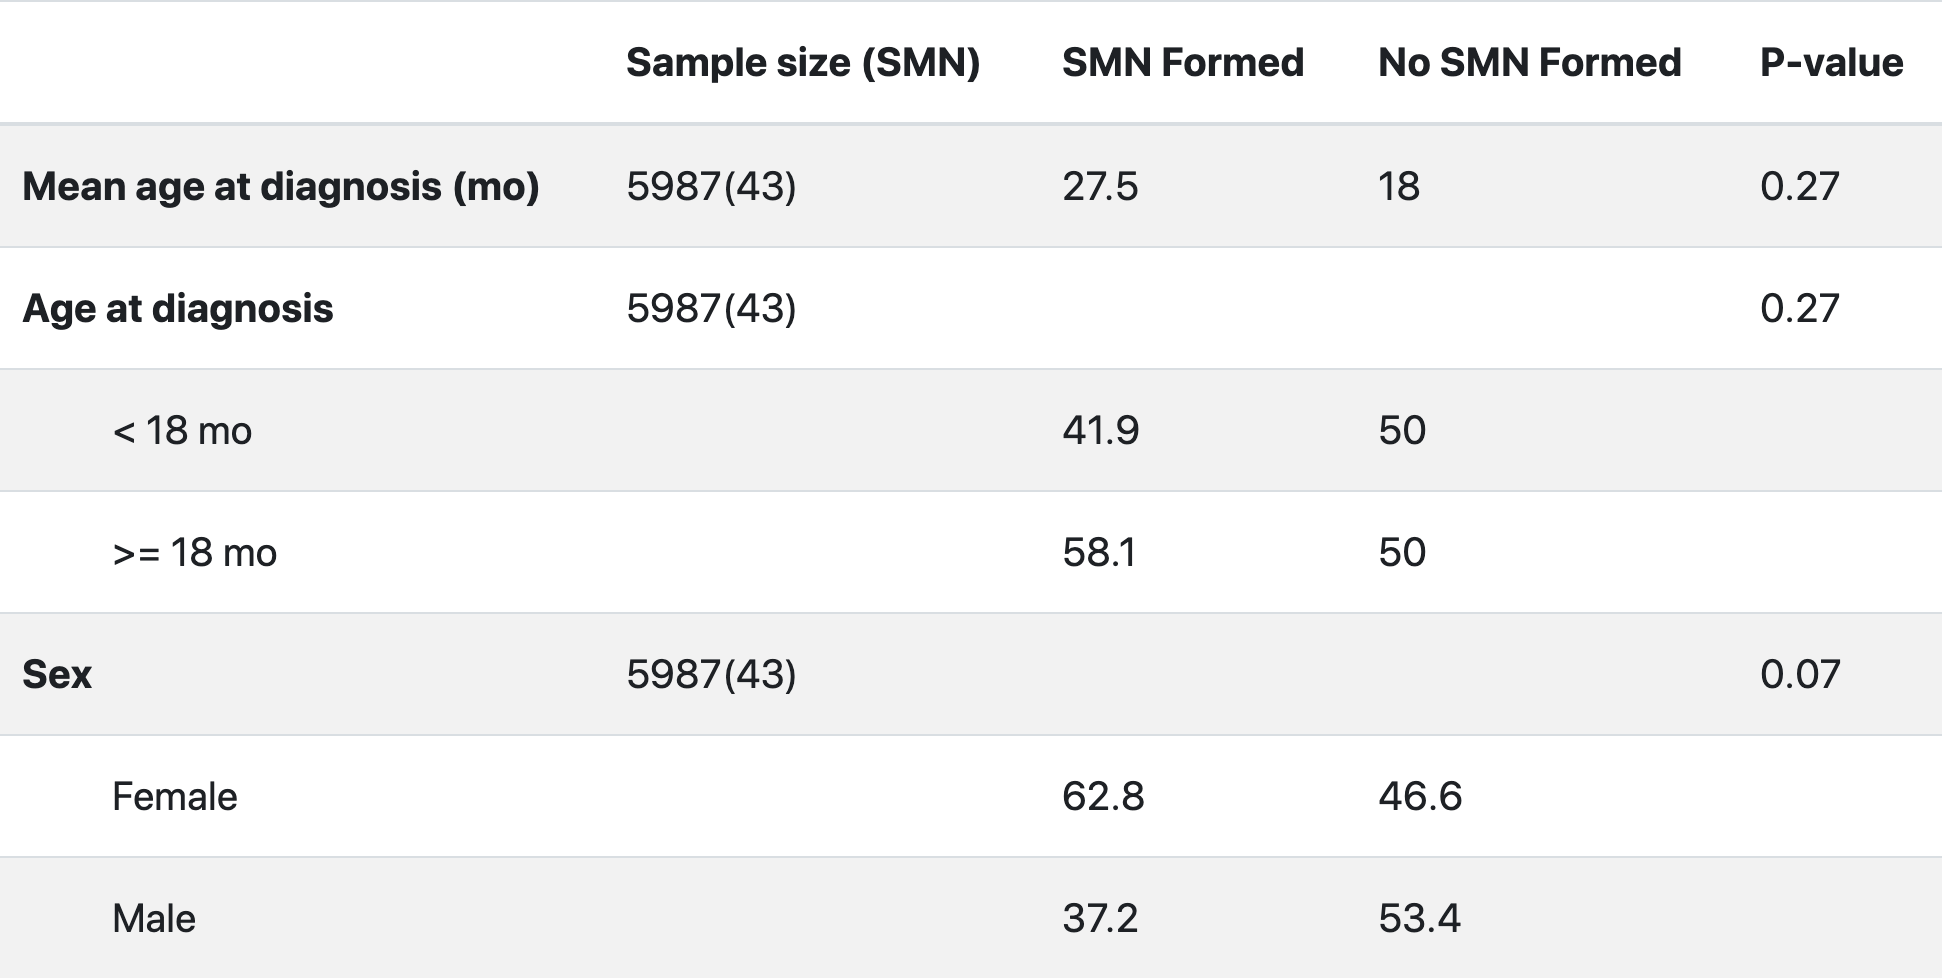 Sample size (SMN) SMN Formed No SMN Formed P-value
Mean age at diagnosis (mo) 5987(43) 27.5 18 0.27
Age at diagnosis 5987(43) 0.27
< 18 mo 41.9 50
>= 18 mo 58.1 50
Sex 5987(43) 0.07
Female 62.8 46.6
Male 37.2 53.4